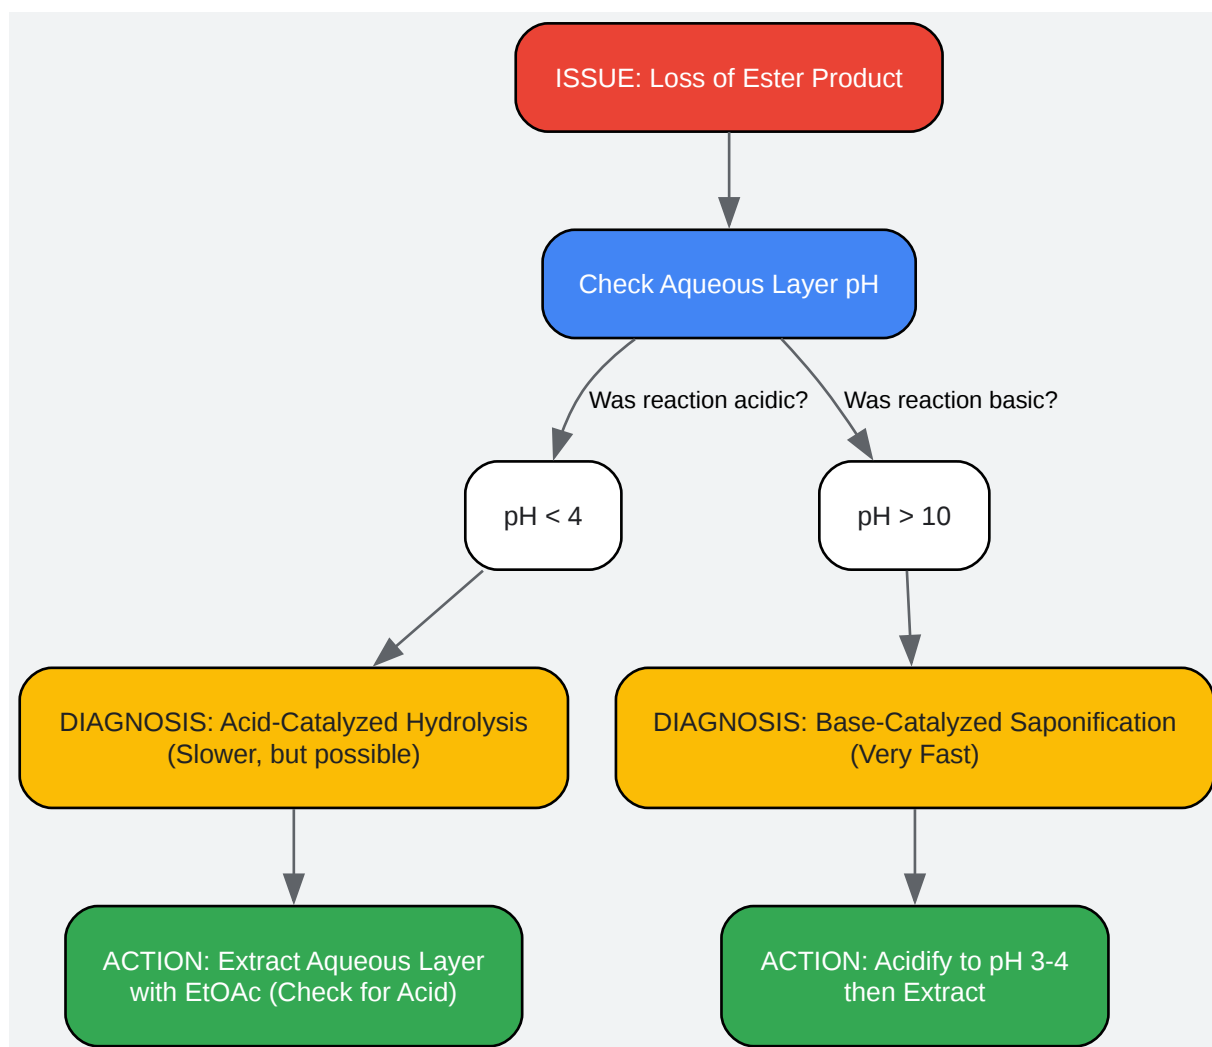 ISSUE: Loss of Ester Product
Check Aqueous Layer pH
Was reaction acidic?
Was reaction basic?
pH < 4
pH > 10
DIAGNOSIS: Acid-Catalyzed Hydrolysis
(Slower, but possible)
DIAGNOSIS: Base-Catalyzed Saponification
(Very Fast)
ACTION: Extract Aqueous Layer
with EtOAc (Check for Acid)
ACTION: Acidify to pH 3-4
then Extract